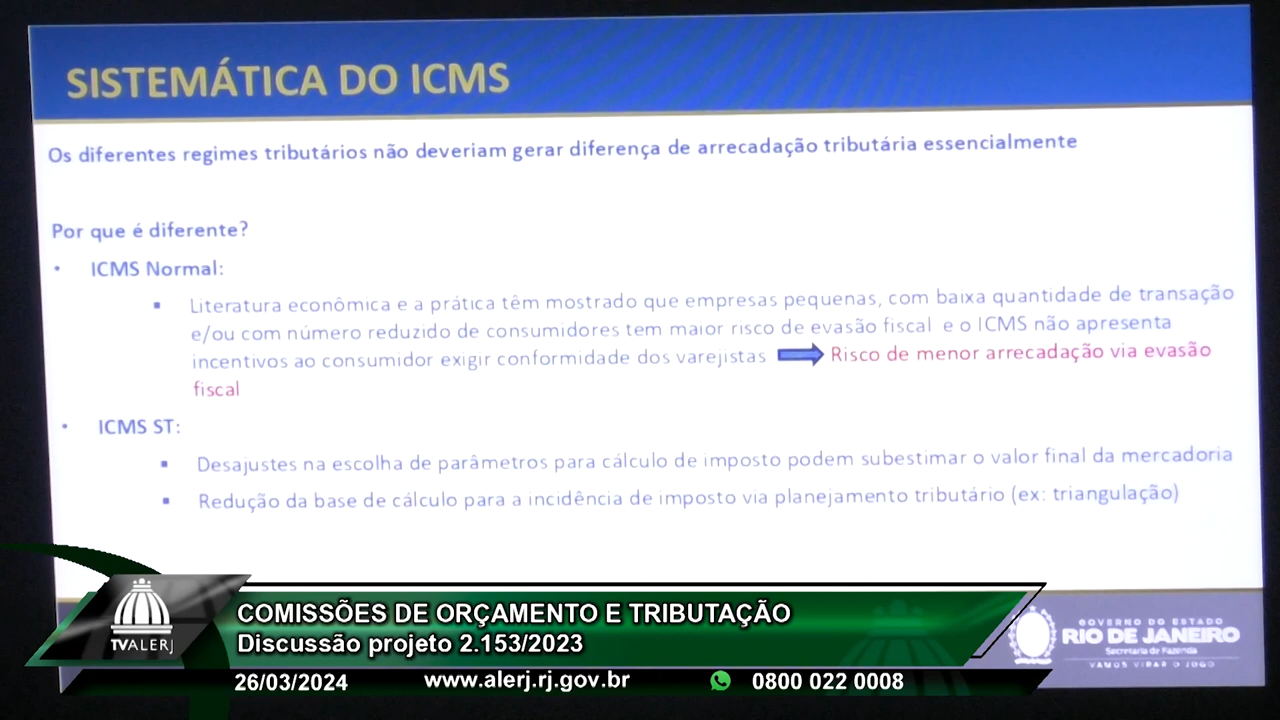 SISTEMÁTICA DO ICMS
Os diferentes regimes tributários não deveriam gerar diferença de arrecadação tributária essencialmente
Por que é diferente?
• ICMS Normal:
▪ Literatura econômica e a prática têm mostrado que empresas pequenas, com baixa quantidade de transação
e/ou com número reduzido de consumidores tem maior risco de evasão fiscal e o ICMS não apresenta
incentivos ao consumidor exigir conformidade dos varejistas Risco de menor arrecadação via evasão
fiscal
• ICMS ST:
▪ Desajustes na escolha de parâmetros para cálculo de imposto podem subestimar o valor final da mercadoria
▪ Redução da base de cálculo para a incidência de imposto via planejamento tributário (ex: triangulação)
TVALERJ
COMISSÕES DE ORÇAMENTO E TRIBUTAÇÃO
Discussão projeto 2.153/2023
26/03/2024 www.alerj.rj.gov.br 0800 022 0008
GOVERNO DO ESTADO
RIO DE JANEIRO
Secretaria de Fazenda
VAMOS VIRAR O JOGO